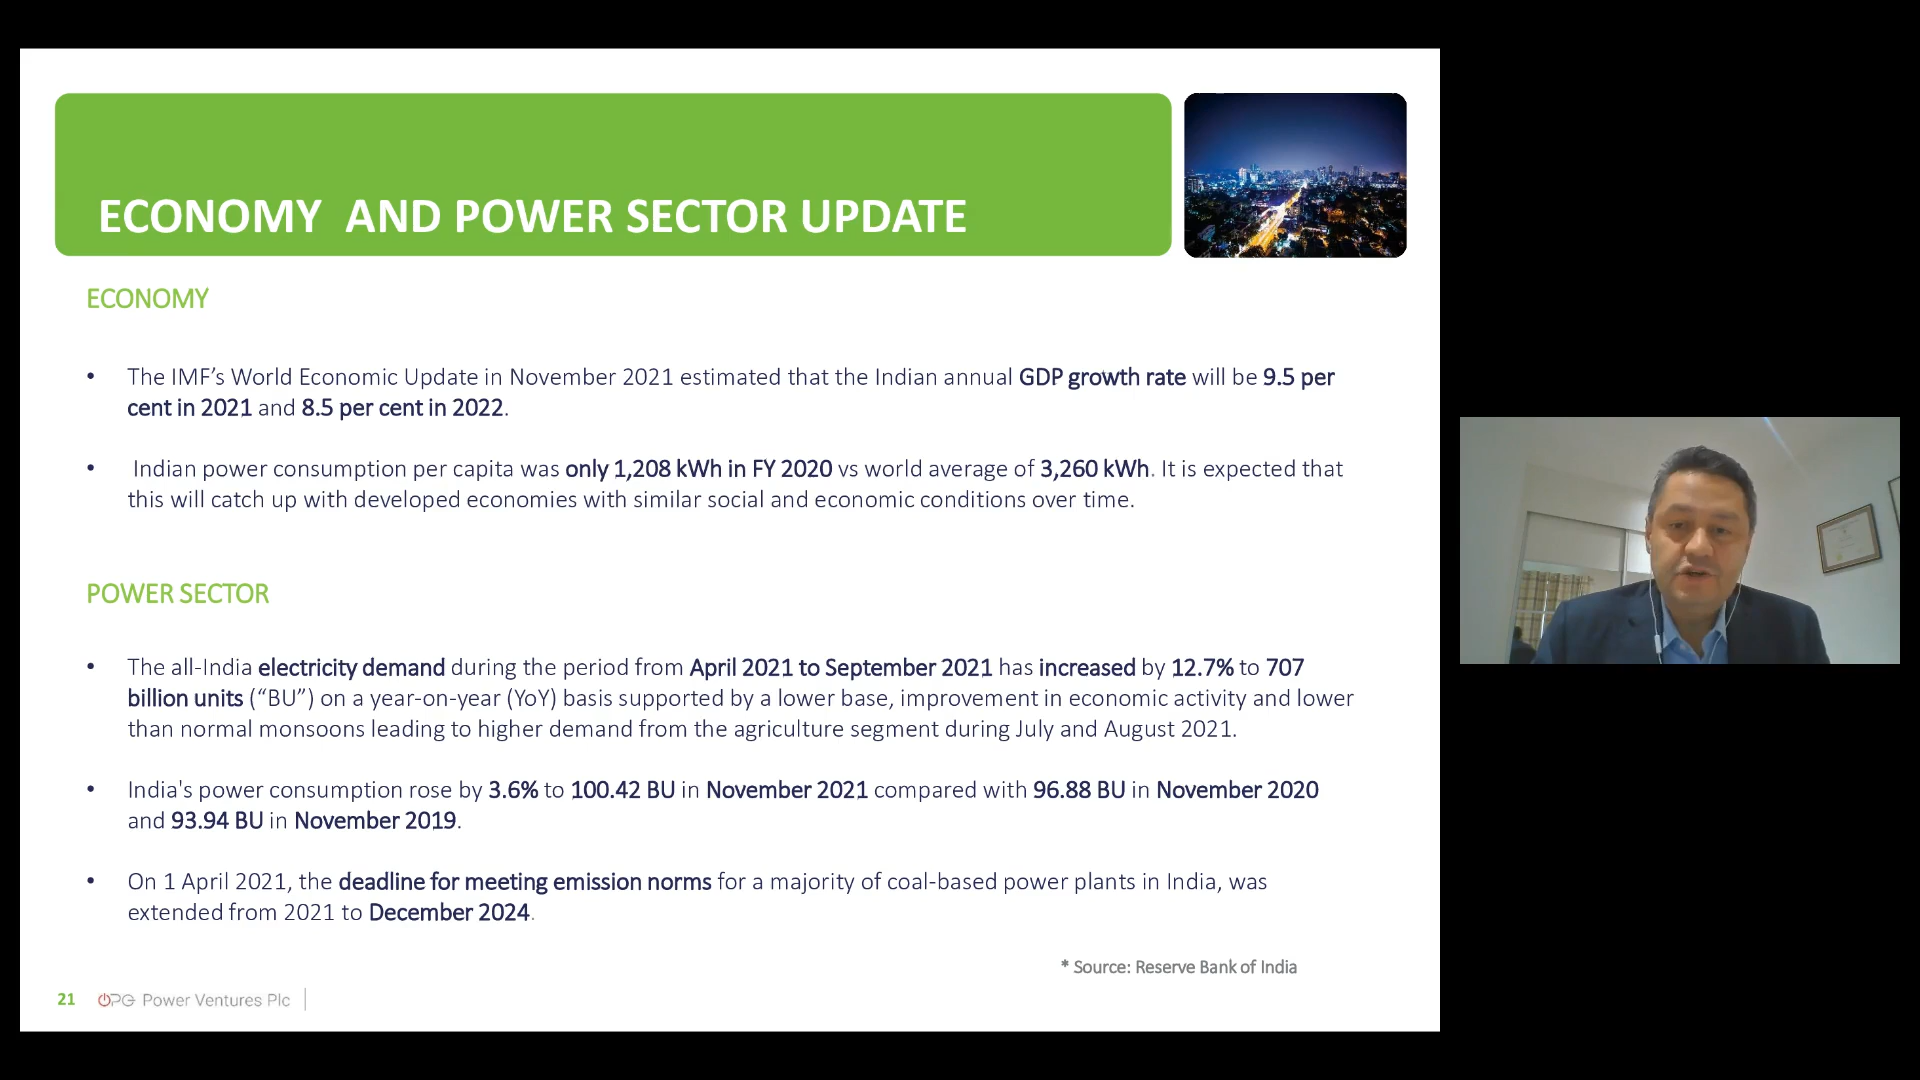 ECONOMY  AND POWER SECTOR UPDATE
ECONOMY
• The IMF’s World Economic Update in November 2021 estimated that the Indian annual GDP growth rate will be 9.5 per
cent in 2021 and 8.5 per cent in 2022.
• Indian power consumption per capita was only 1,208 kWh in FY 2020 vs world average of 3,260 kWh. It is expected that
this will catch up with developed economies with similar social and economic conditions over time.
POWER SECTOR
• The all-India electricity demand during the period from April 2021 to September 2021 has increased by 12.7% to 707
billion units (“BU”) on a year-on-year (YoY) basis supported by a lower base, improvement in economic activity and lower
than normal monsoons leading to higher demand from the agriculture segment during July and August 2021.
• India's power consumption rose by 3.6% to 100.42 BU in November 2021 compared with 96.88 BU in November 2020
and 93.94 BU in November 2019.
• On 1 April 2021, the deadline for meeting emission norms for a majority of coal-based power plants in India, was
extended from 2021 to December 2024.
* Source: Reserve Bank of India
21 OPG Power Ventures Plc